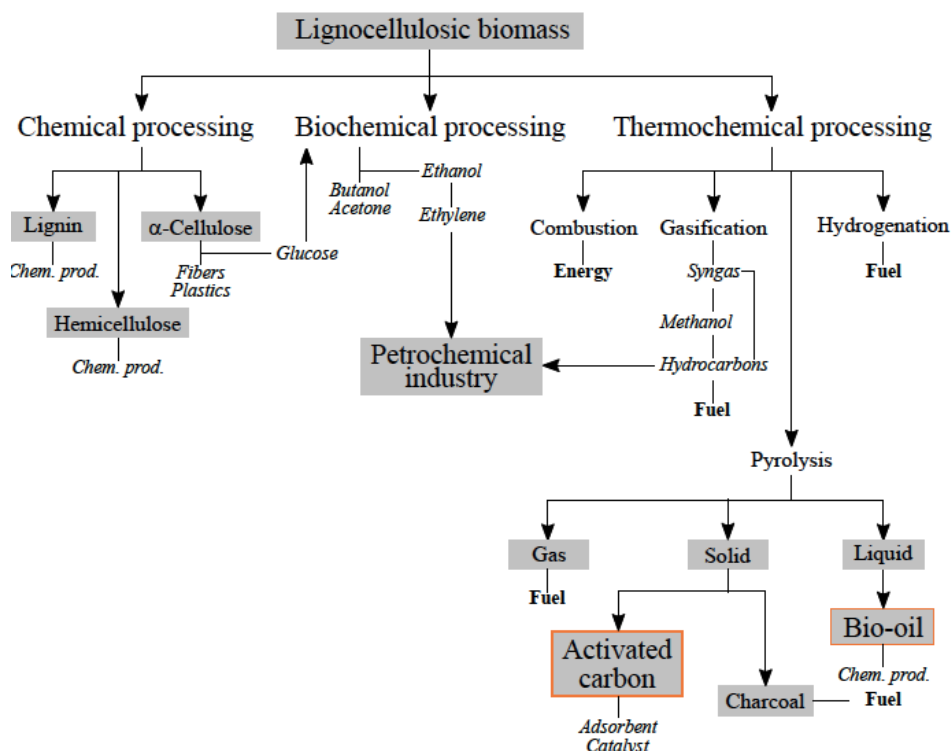 Lignocellulosic biomass
Chemical processing
Biochemical processing
Thermochemical processing
Lignin
Chem. prod.
Hemicellulose
Chem. prod.
α-Cellulose
Fibers
Plastics
Glucose
Butanol
Acetone
Ethanol
Ethylene
Petrochemical
industry
Combustion
Energy
Gasification
Syngas
Methanol
Hydrocarbons
Fuel
Hydrogenation
Fuel
Pyrolysis
Gas
Fuel
Solid
Activated
carbon
Adsorbent
Catalyst
Charcoal
Liquid
Bio-oil
Chem. prod.
Fuel